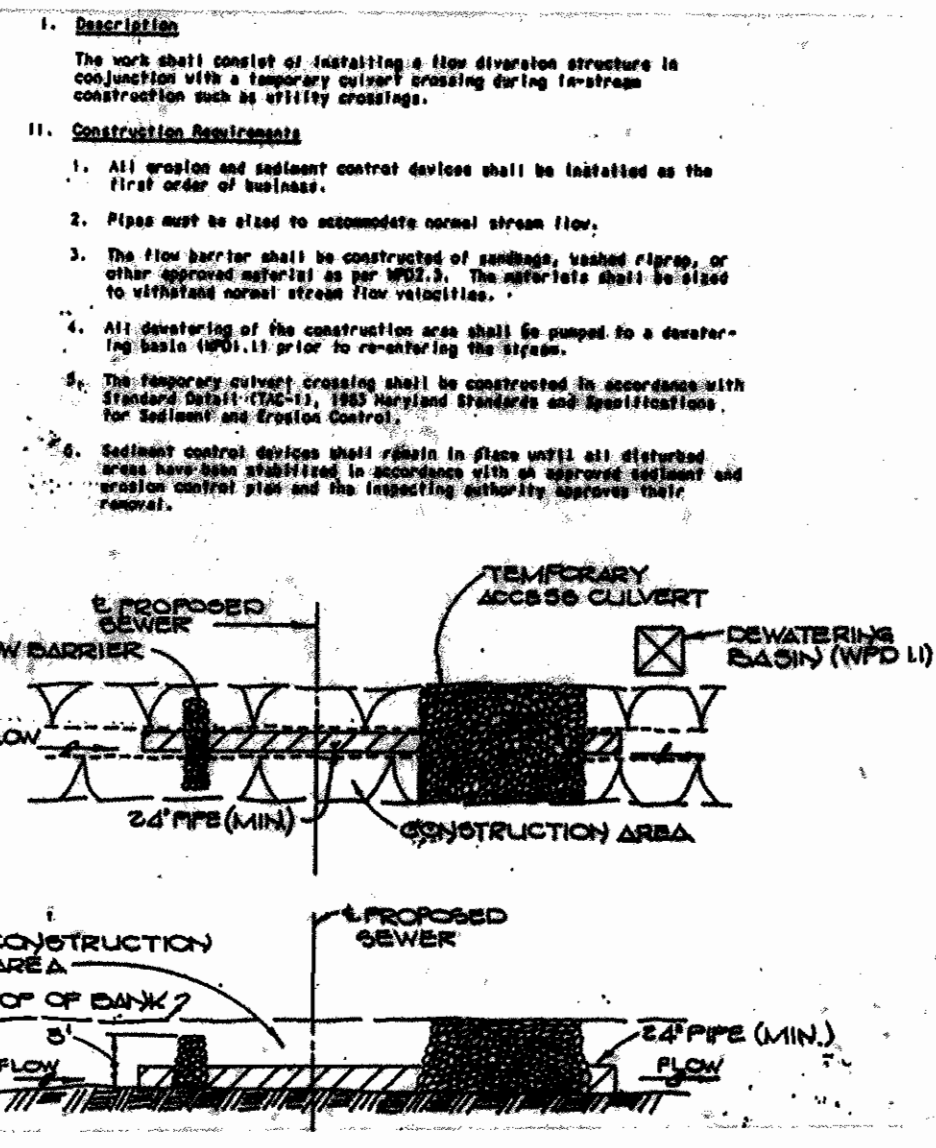 I. Description
The work shall consist of installing a flow diversion structure in
conjunction with a temporary culvert crossing during in-stream
construction such as utility crossings.
II. Construction Requirements
1. All erosion and sediment control devices shall be installed as the
first order of business.
2. Pipes must be sized to accommodate normal stream flow.
3. The flow barrier shall be constructed of sandbags, washed riprap, or
other approved material as per WPD2.3. The materials shall be sized
to withstand normal stream flow velocities.
4. All dewatering of the construction area shall be pumped to a dewater-
ing basin (WPD1.1) prior to re-entering the stream.
5. The temporary culvert crossing shall be constructed in accordance with
Standard Detail (TAC-1), 1983 Maryland Standards and Specifications
for Sediment and Erosion Control.
6. Sediment control devices shall remain in place until all disturbed
areas have been stabilized in accordance with an approved sediment and
erosion control plan and the inspecting authority approves their
removal.
TEMPORARY
ACCESS CULVERT
℄ PROPOSED
SEWER
DEWATERING
BASIN (WPD 1.1)
W BARRIER
LOW
24" PIPE (MIN.)
CONSTRUCTION AREA
℄ PROPOSED
SEWER
CONSTRUCTION
AREA
TOP OF BANK
3'
24" PIPE (MIN.)
FLOW
FLOW